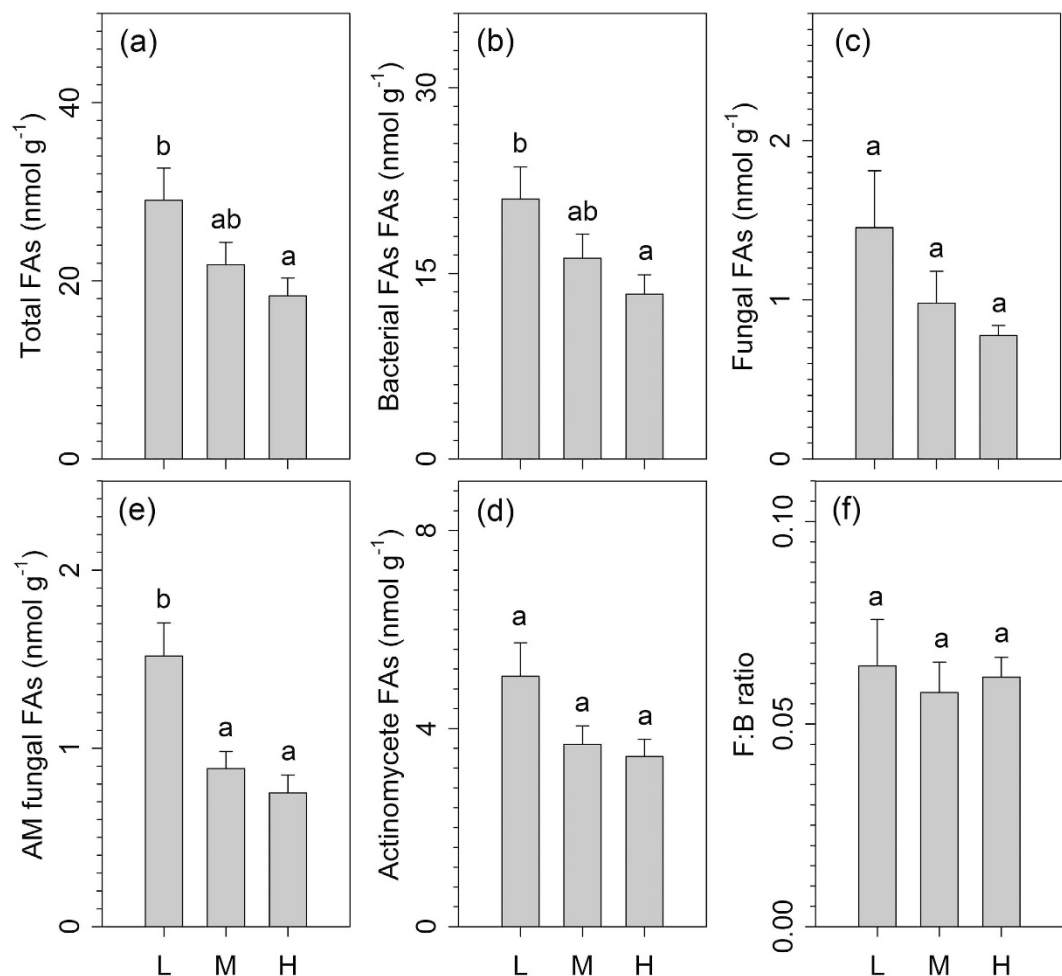 (a)
Total FAs (nmol g⁻¹)
40
20
0
b
ab
a
(b)
Bacterial FAs FAs (nmol g⁻¹)
30
15
0
b
ab
a
(c)
Fungal FAs (nmol g⁻¹)
2
1
0
a
a
a
(e)
AM fungal FAs (nmol g⁻¹)
2
1
0
b
a
a
L M H
(d)
Actinomycete FAs (nmol g⁻¹)
8
4
0
a
a
a
L M H
(f)
F:B ratio
0.10
0.05
0.00
a
a
a
L M H